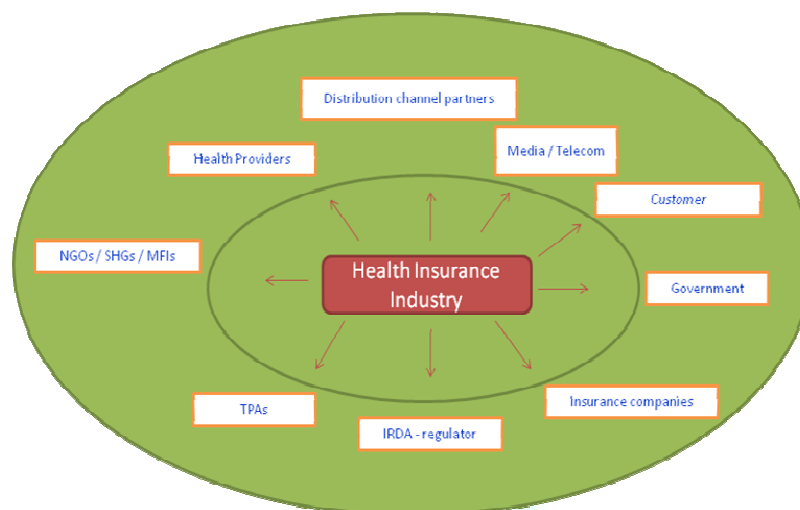 Distribution channel partners
Media / Telecom
Health Providers
Customer
NGOs / SHGs / MFIs
Health Insurance
Industry
Government
TPAs
Insurance companies
IRDA - regulator